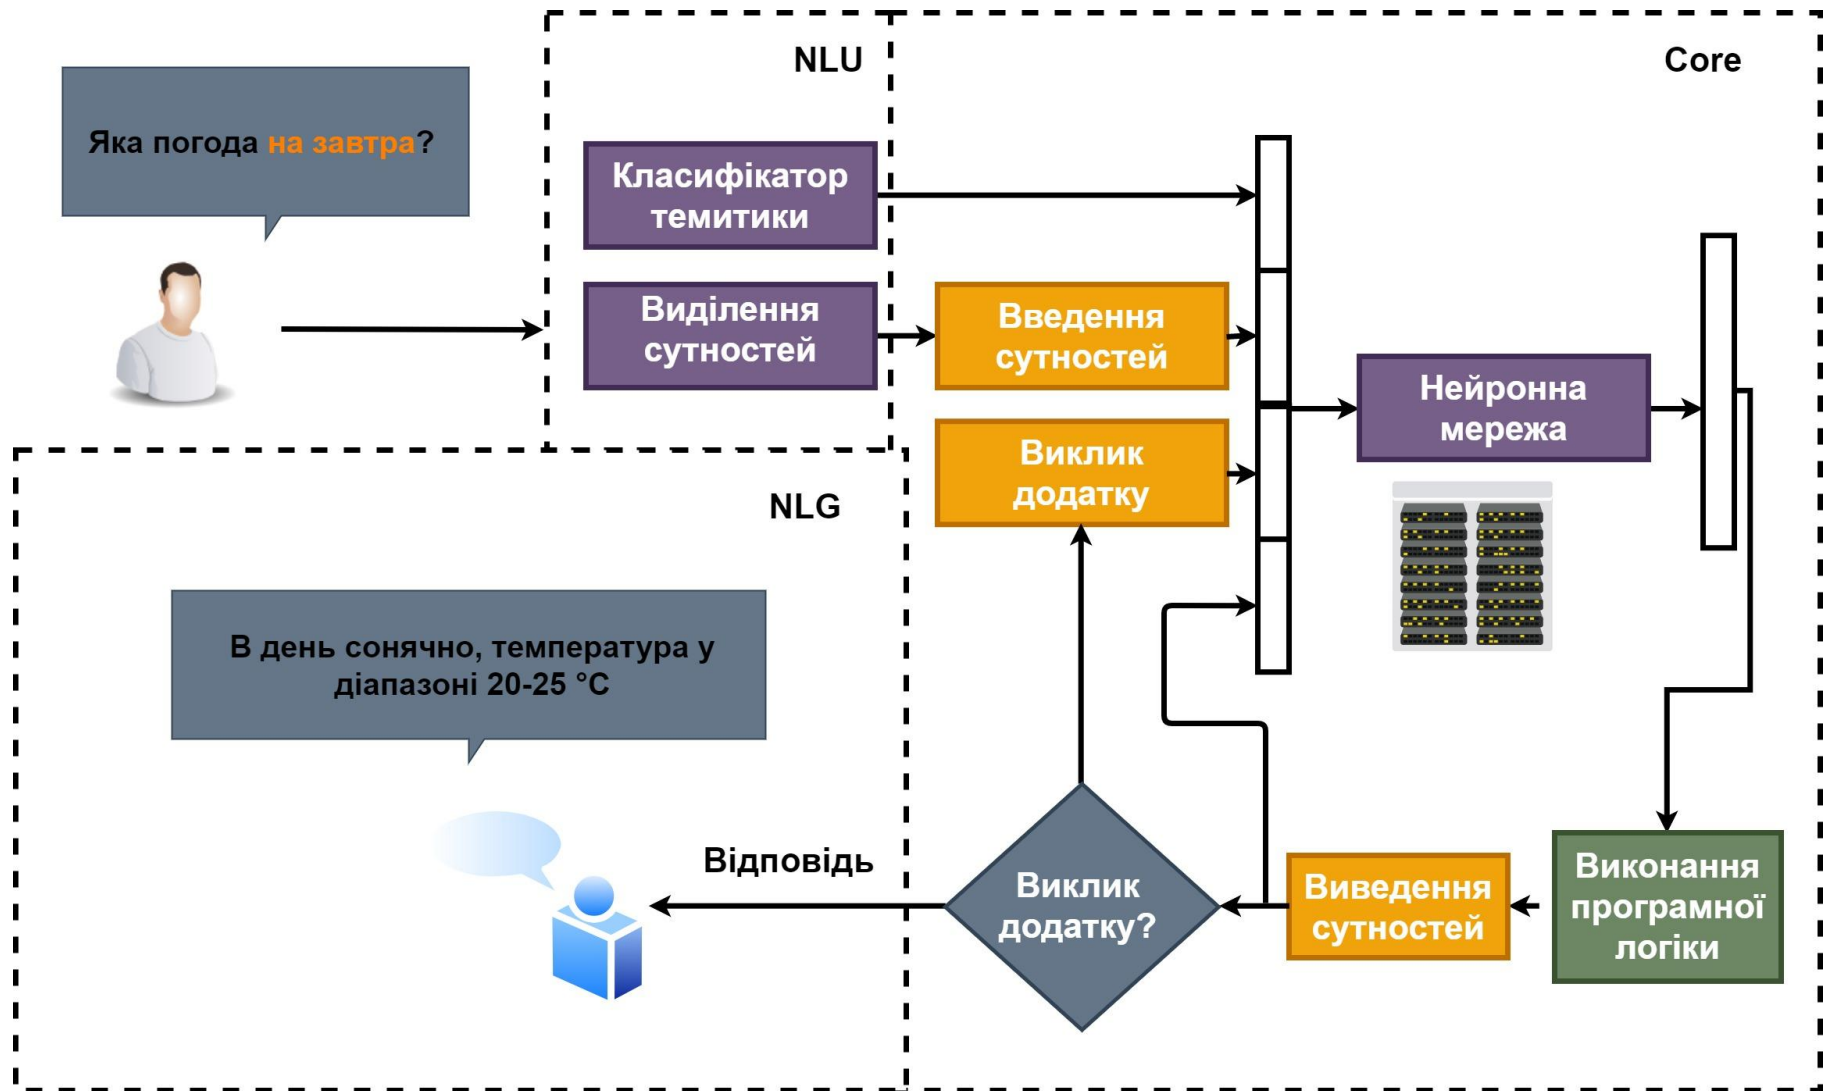 NLU
Core
Яка погода на завтра?
Класифікатор
темитики
Виділення
сутностей
Введення
сутностей
Виклик
додатку
Нейронна
мережа
NLG
В день сонячно, температура у
діапазоні 20-25 °C
Відповідь
Виклик
додатку?
Виведення
сутностей
Виконання
програмної
логіки